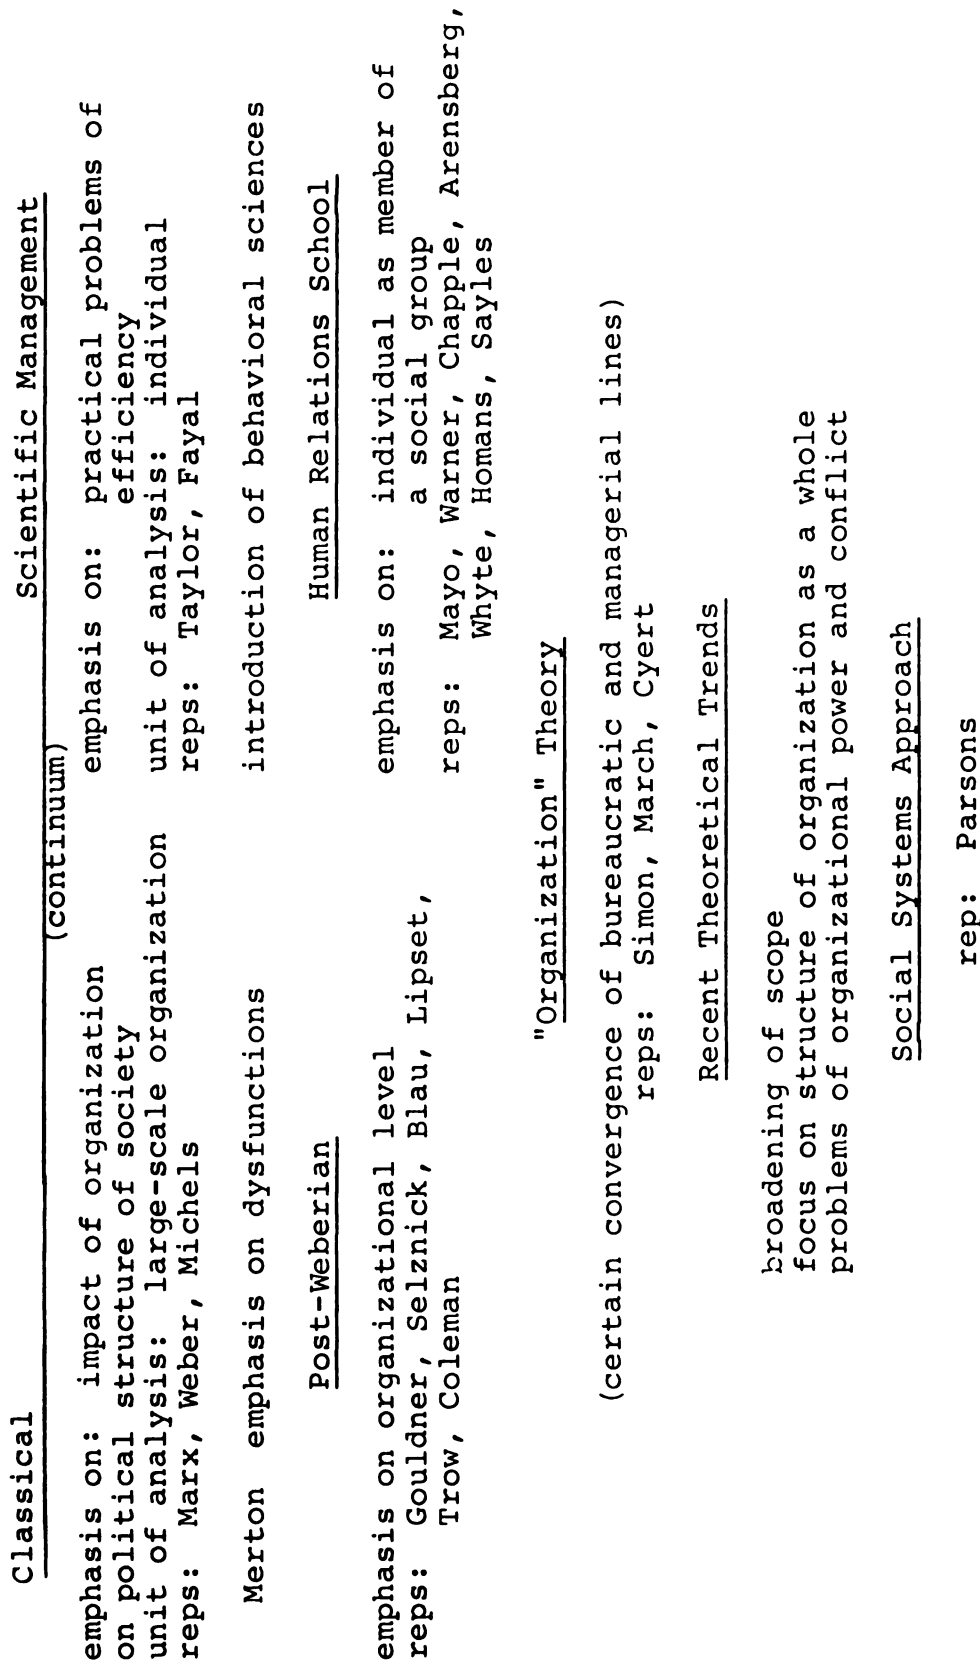 Classical Scientific Management
(continuum)
emphasis on: impact of organization
on political structure of society
unit of analysis: large-scale organization
reps: Marx, Weber, Michels
emphasis on: practical problems of
efficiency
unit of analysis: individual
reps: Taylor, Fayal
Merton emphasis on dysfunctions
introduction of behavioral sciences
Post-Weberian
emphasis on organizational level
reps: Gouldner, Selznick, Blau, Lipset,
Trow, Coleman
Human Relations School
emphasis on: individual as member of
a social group
reps: Mayo, Warner, Chapple, Arensberg,
Whyte, Homans, Sayles
"Organization" Theory
(certain convergence of bureaucratic and managerial lines)
reps: Simon, March, Cyert
Recent Theoretical Trends
broadening of scope
focus on structure of organization as a whole
problems of organizational power and conflict
Social Systems Approach
rep: Parsons